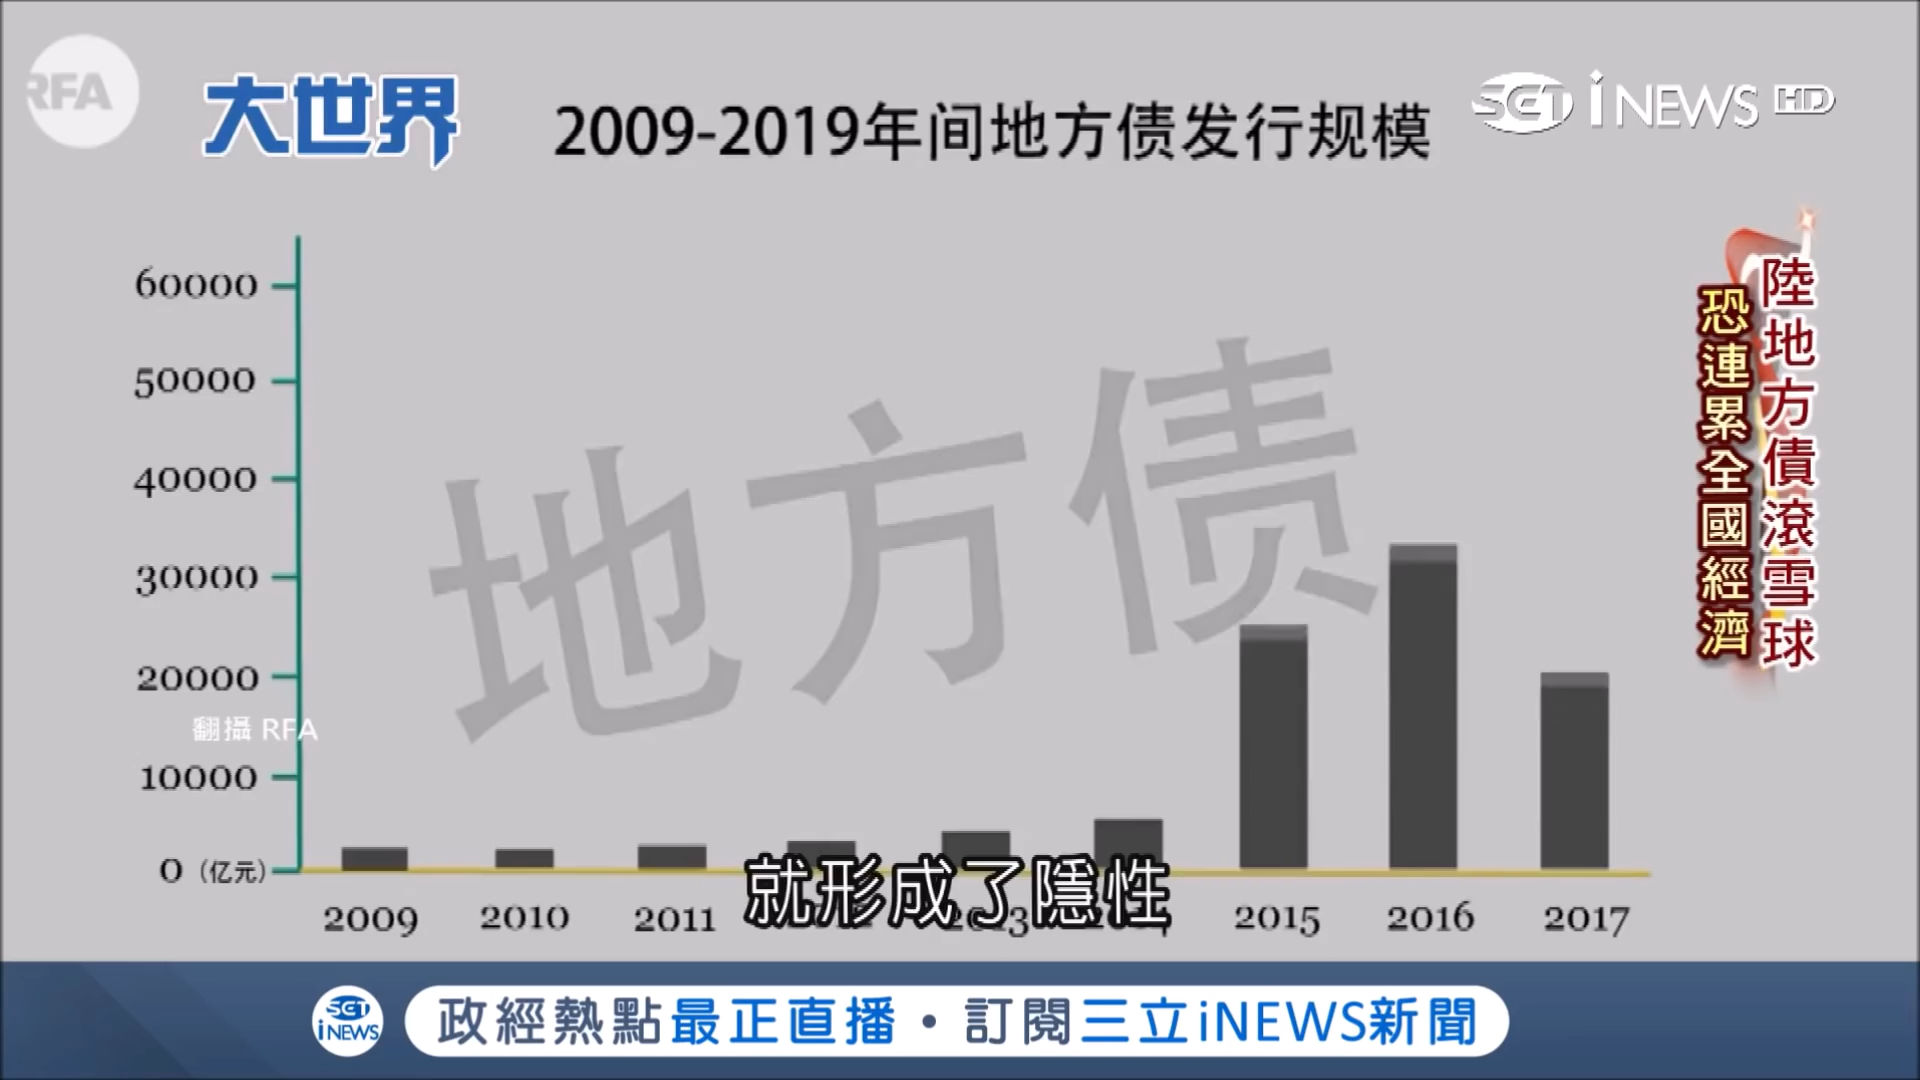 RFA
大世界
2009-2019年间地方债发行规模
SET iNEWS HD
60000
50000
40000
30000
20000
10000
0（亿元）
翻攝 RFA
地方债
陸地方債滾雪球
恐連累全國經濟
2009 2010 2011 2015 2016 2017
就形成了隱性
SET iNEWS
政經熱點最正直播・訂閱三立iNEWS新聞